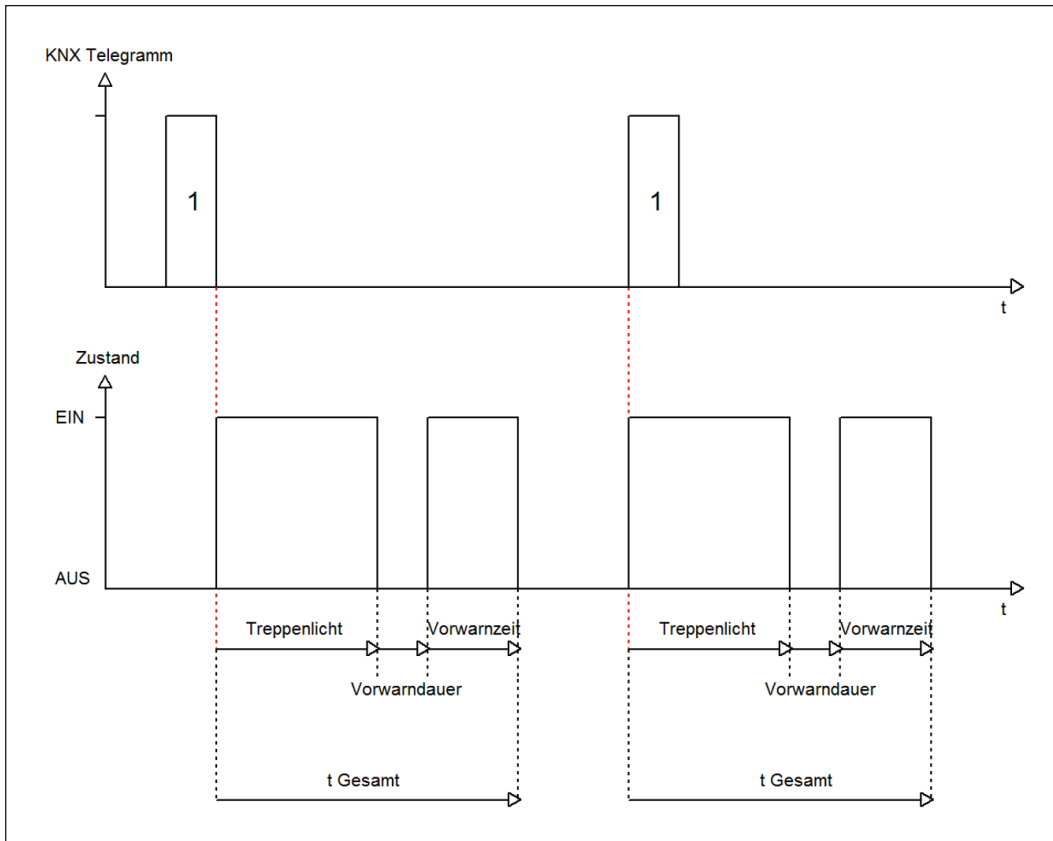 KNX Telegramm
1
1
t
Zustand
EIN
AUS
t
Treppenlicht
Vorwarnzeit
Treppenlicht
Vorwarnzeit
Vorwarndauer
Vorwarndauer
t Gesamt
t Gesamt